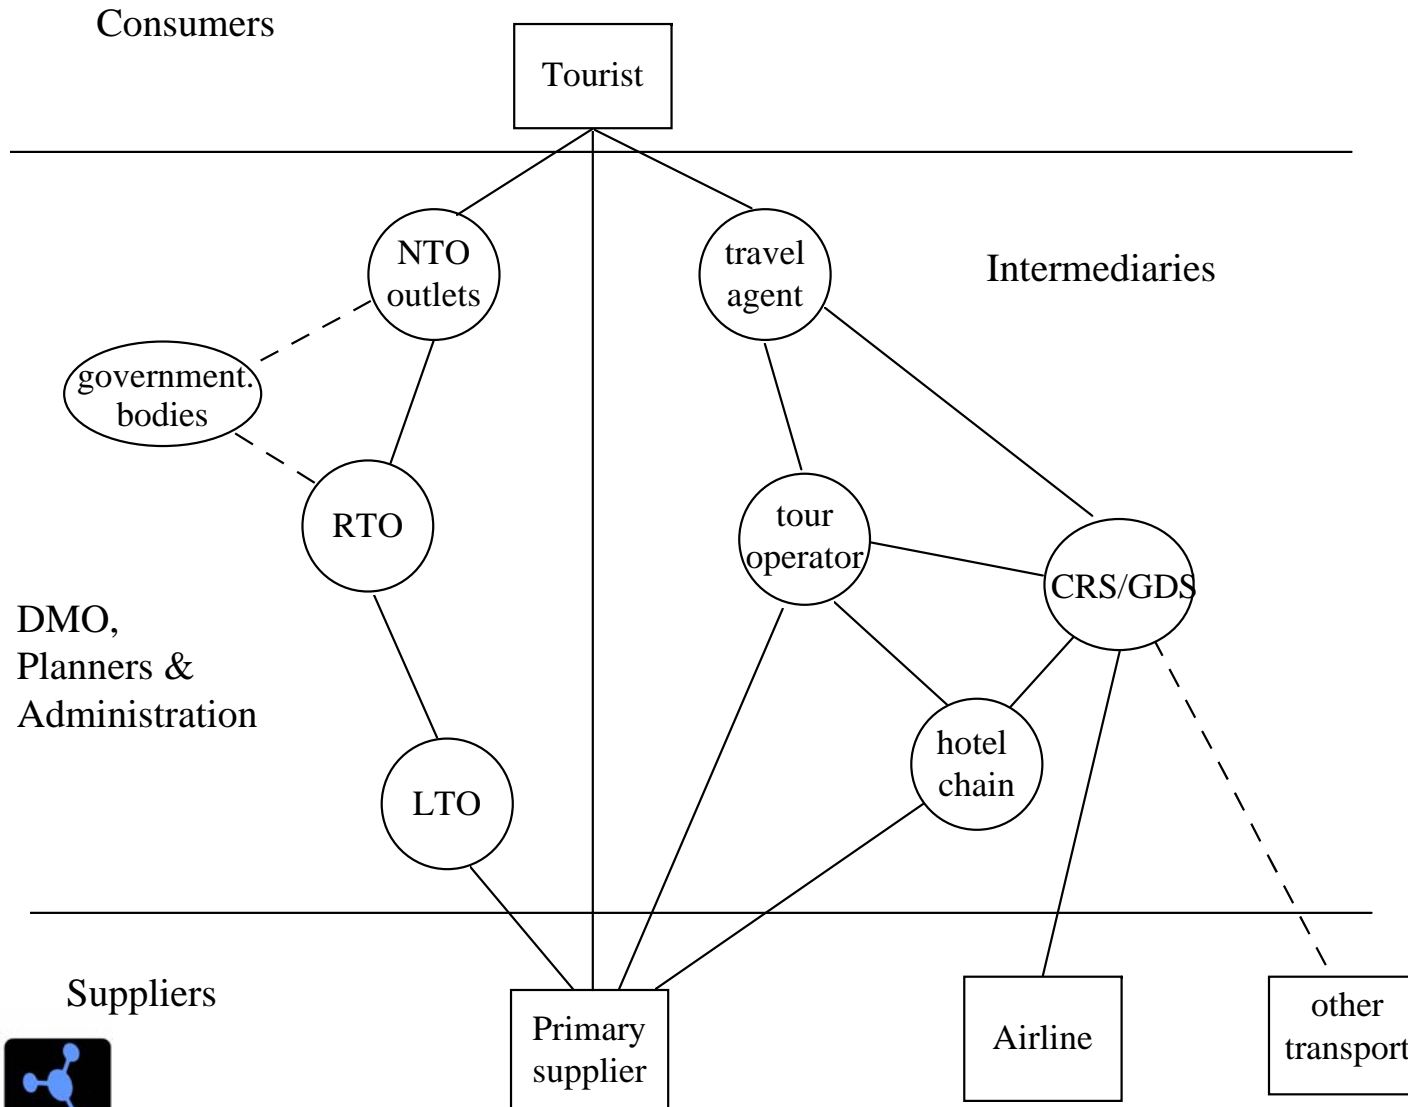 Consumers
Tourist
NTO
outlets
travel
agent
Intermediaries
government.
bodies
RTO
tour
operator
CRS/GDS
DMO,
Planners &
Administration
hotel
chain
LTO
Suppliers
Primary
supplier
Airline
other
transport